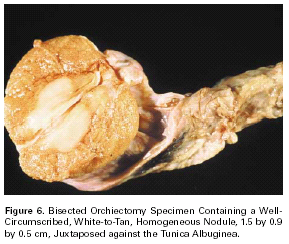 Figure 6. Bisected Orchiectomy Specimen Containing a Well-
Circumscribed, White-to-Tan, Homogeneous Nodule, 1.5 by 0.9
by 0.5 cm, Juxtaposed against the Tunica Albuginea.